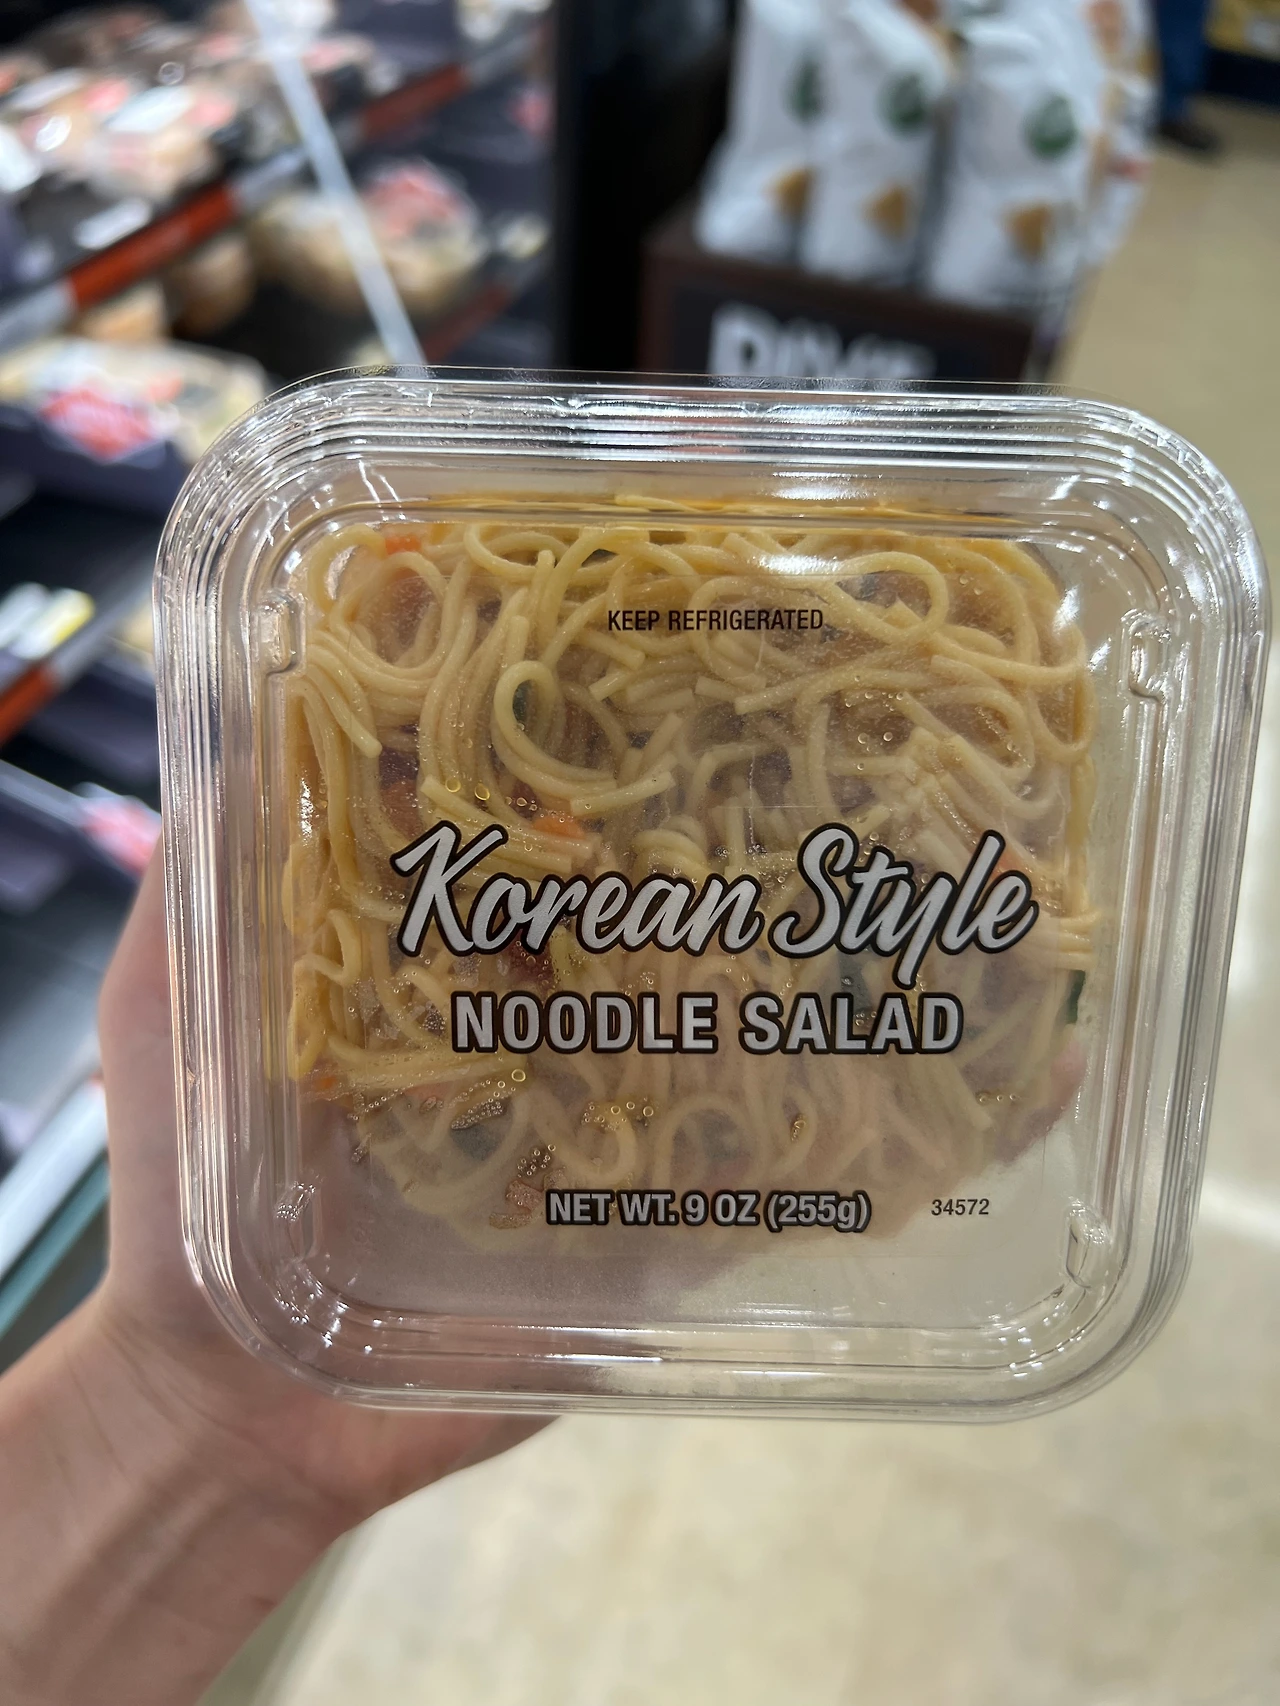 KEEP REFRIGERATED
Korean Style
NOODLE SALAD
NET WT. 9 OZ (255g)
34572